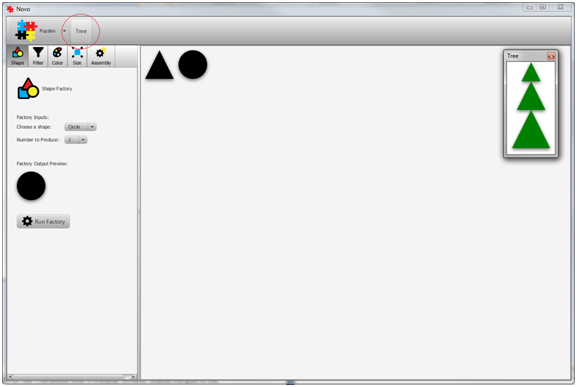 Novo
Puzzles
Tree
Shape Filter Color Size Assembly
Shape Factory
Factory Inputs:
Choose a shape: Circle
Number to Produce: 1
Factory Output Preview:
Run Factory
Tree